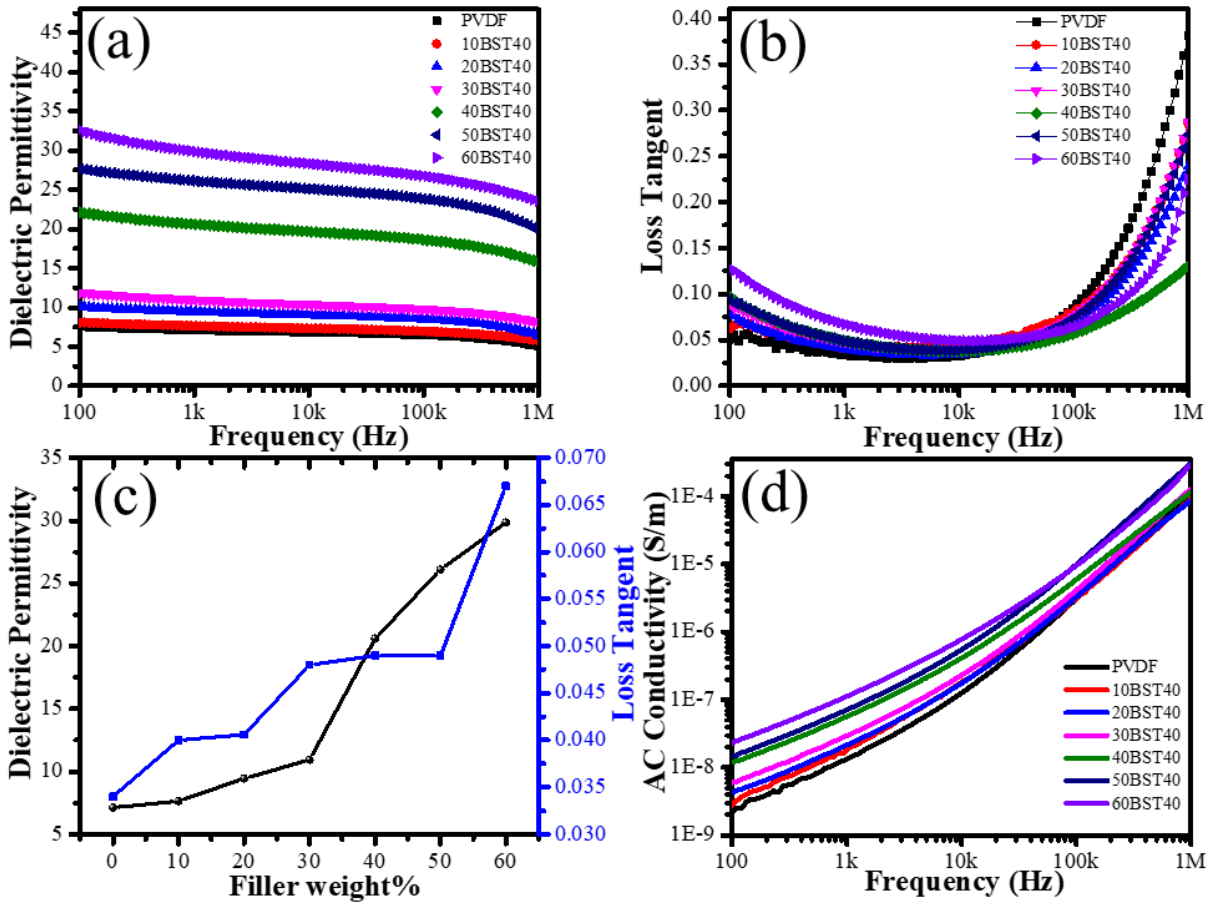 (a)
Dielectric Permittivity
45
40
35
30
25
20
15
10
5
0
PVDF
10BST40
20BST40
30BST40
40BST40
50BST40
60BST40
100 1k 10k 100k 1M
Frequency (Hz)
(b)
Loss Tangent
0.40
0.35
0.30
0.25
0.20
0.15
0.10
0.05
0.00
PVDF
10BST40
20BST40
30BST40
40BST40
50BST40
60BST40
100 1k 10k 100k 1M
Frequency (Hz)
(c)
Dielectric Permittivity
35
30
25
20
15
10
5
0.070
0.065
0.060
0.055
0.050
0.045
0.040
0.035
0.030
Loss Tangent
0 10 20 30 40 50 60
Filler weight%
(d)
AC Conductivity (S/m)
1E-4
1E-5
1E-6
1E-7
1E-8
1E-9
PVDF
10BST40
20BST40
30BST40
40BST40
50BST40
60BST40
100 1k 10k 100k 1M
Frequency (Hz)